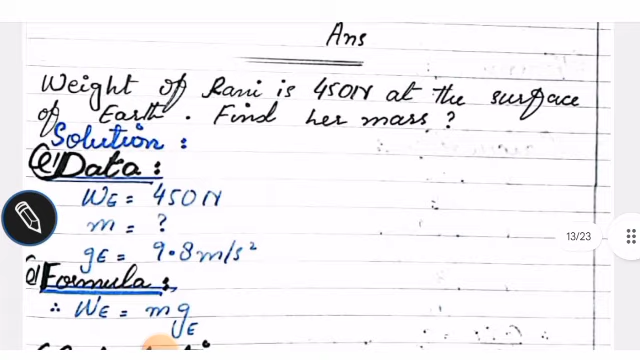 Ans
Weight of Rani is 450N at the surface
of Earth. Find her mass?
Solution:
Data:
WE = 450N
m = ?
gE = 9.8m/s²
13/23
Formula:
∴ WE = mgE